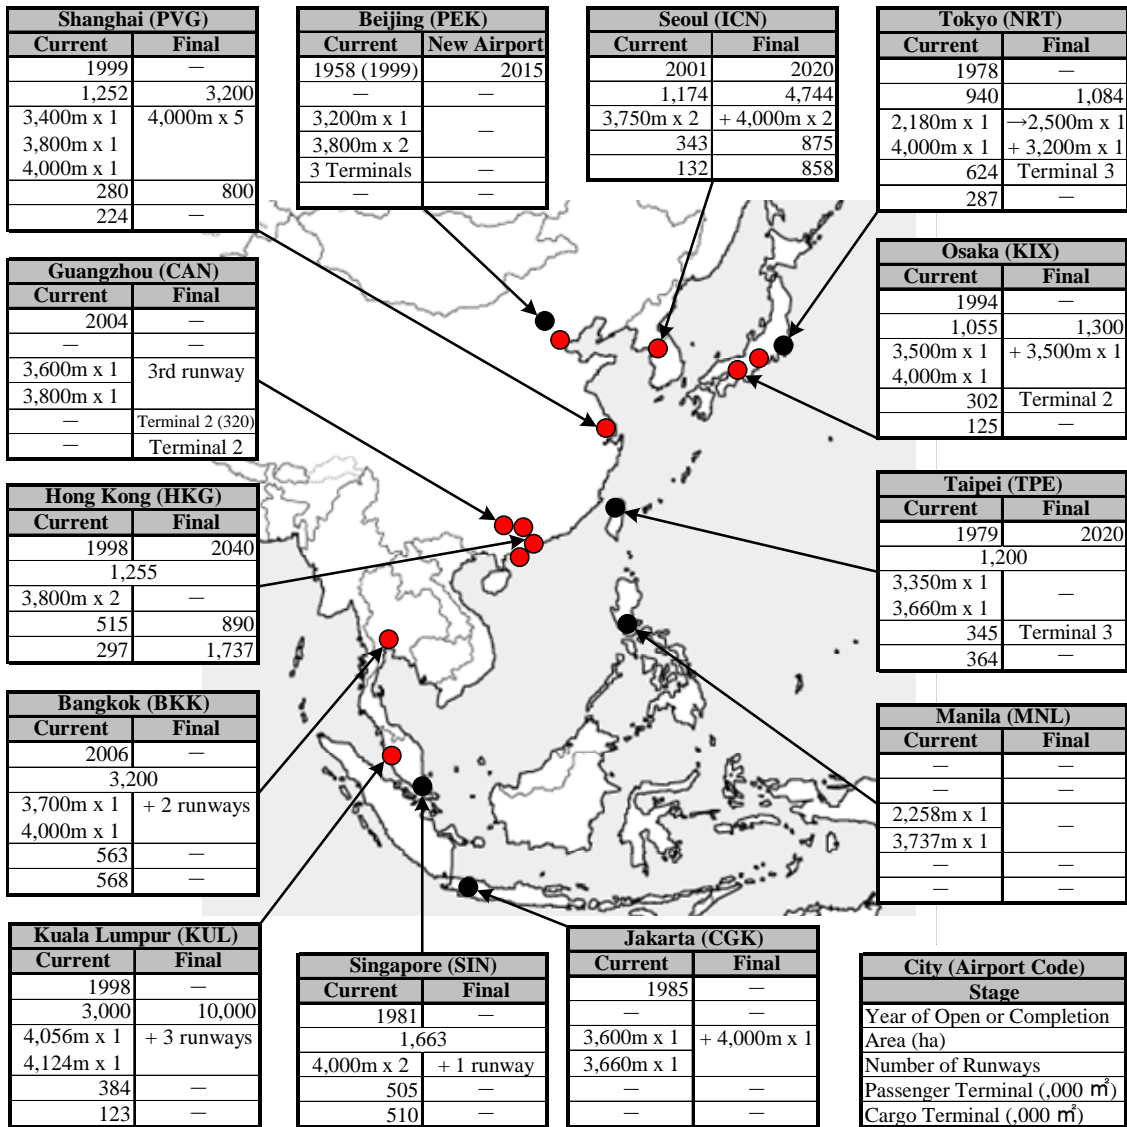 Shanghai (PVG)
Current Final
1999 —
1,252 3,200
3,400m x 1 4,000m x 5
3,800m x 1
4,000m x 1
280 800
224 —
Beijing (PEK)
Current New Airport
1958 (1999) 2015
— —
3,200m x 1 —
3,800m x 2
3 Terminals —
— —
Seoul (ICN)
Current Final
2001 2020
1,174 4,744
3,750m x 2 + 4,000m x 2
343 875
132 858
Tokyo (NRT)
Current Final
1978 —
940 1,084
2,180m x 1 →2,500m x 1
4,000m x 1 + 3,200m x 1
624 Terminal 3
287 —
Guangzhou (CAN)
Current Final
2004 —
— —
3,600m x 1 3rd runway
3,800m x 1
— Terminal 2 (320)
— Terminal 2
Osaka (KIX)
Current Final
1994 —
1,055 1,300
3,500m x 1 + 3,500m x 1
4,000m x 1
302 Terminal 2
125 —
Hong Kong (HKG)
Current Final
1998 2040
1,255
3,800m x 2 —
515 890
297 1,737
Taipei (TPE)
Current Final
1979 2020
1,200
3,350m x 1 —
3,660m x 1
345 Terminal 3
364 —
Bangkok (BKK)
Current Final
2006 —
3,200
3,700m x 1 + 2 runways
4,000m x 1
563 —
568 —
Manila (MNL)
Current Final
— —
— —
2,258m x 1 —
3,737m x 1
— —
— —
Kuala Lumpur (KUL)
Current Final
1998 —
3,000 10,000
4,056m x 1 + 3 runways
4,124m x 1
384 —
123 —
Singapore (SIN)
Current Final
1981 —
1,663
4,000m x 2 + 1 runway
505 —
510 —
Jakarta (CGK)
Current Final
1985 —
— —
3,600m x 1 + 4,000m x 1
3,660m x 1
— —
— —
City (Airport Code)
Stage
Year of Open or Completion
Area (ha)
Number of Runways
Passenger Terminal (,000 ㎡)
Cargo Terminal (,000 ㎡)